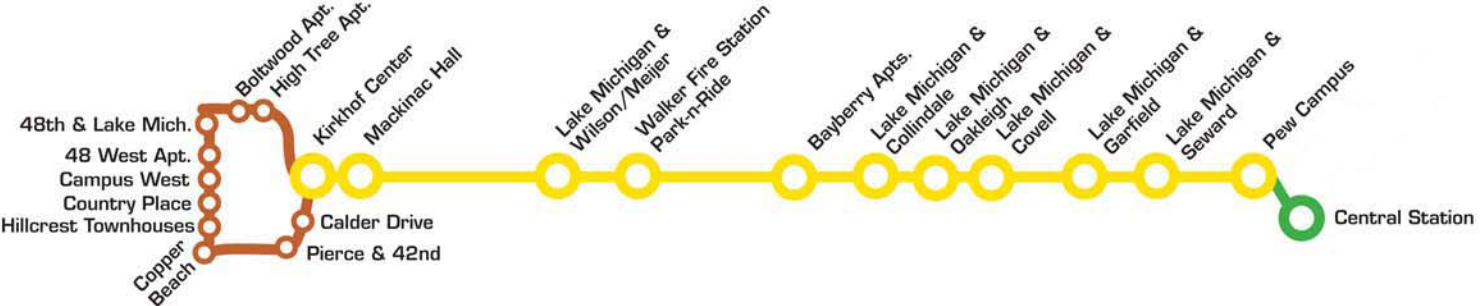 Boltwood Apt.
High Tree Apt.
48th & Lake Mich.
48 West Apt.
Campus West
Country Place
Hillcrest Townhouses
Copper
Beach
Pierce & 42nd
Calder Drive
Kirkhof Center
Mackinac Hall
Lake Michigan &
Wilson/Meijer
Walker Fire Station
Park-n-Ride
Bayberry Apts.
Lake Michigan &
Collindale
Lake Michigan &
Oakleigh
Lake Michigan &
Covell
Lake Michigan &
Garfield
Lake Michigan &
Seward
Pew Campus
Central Station